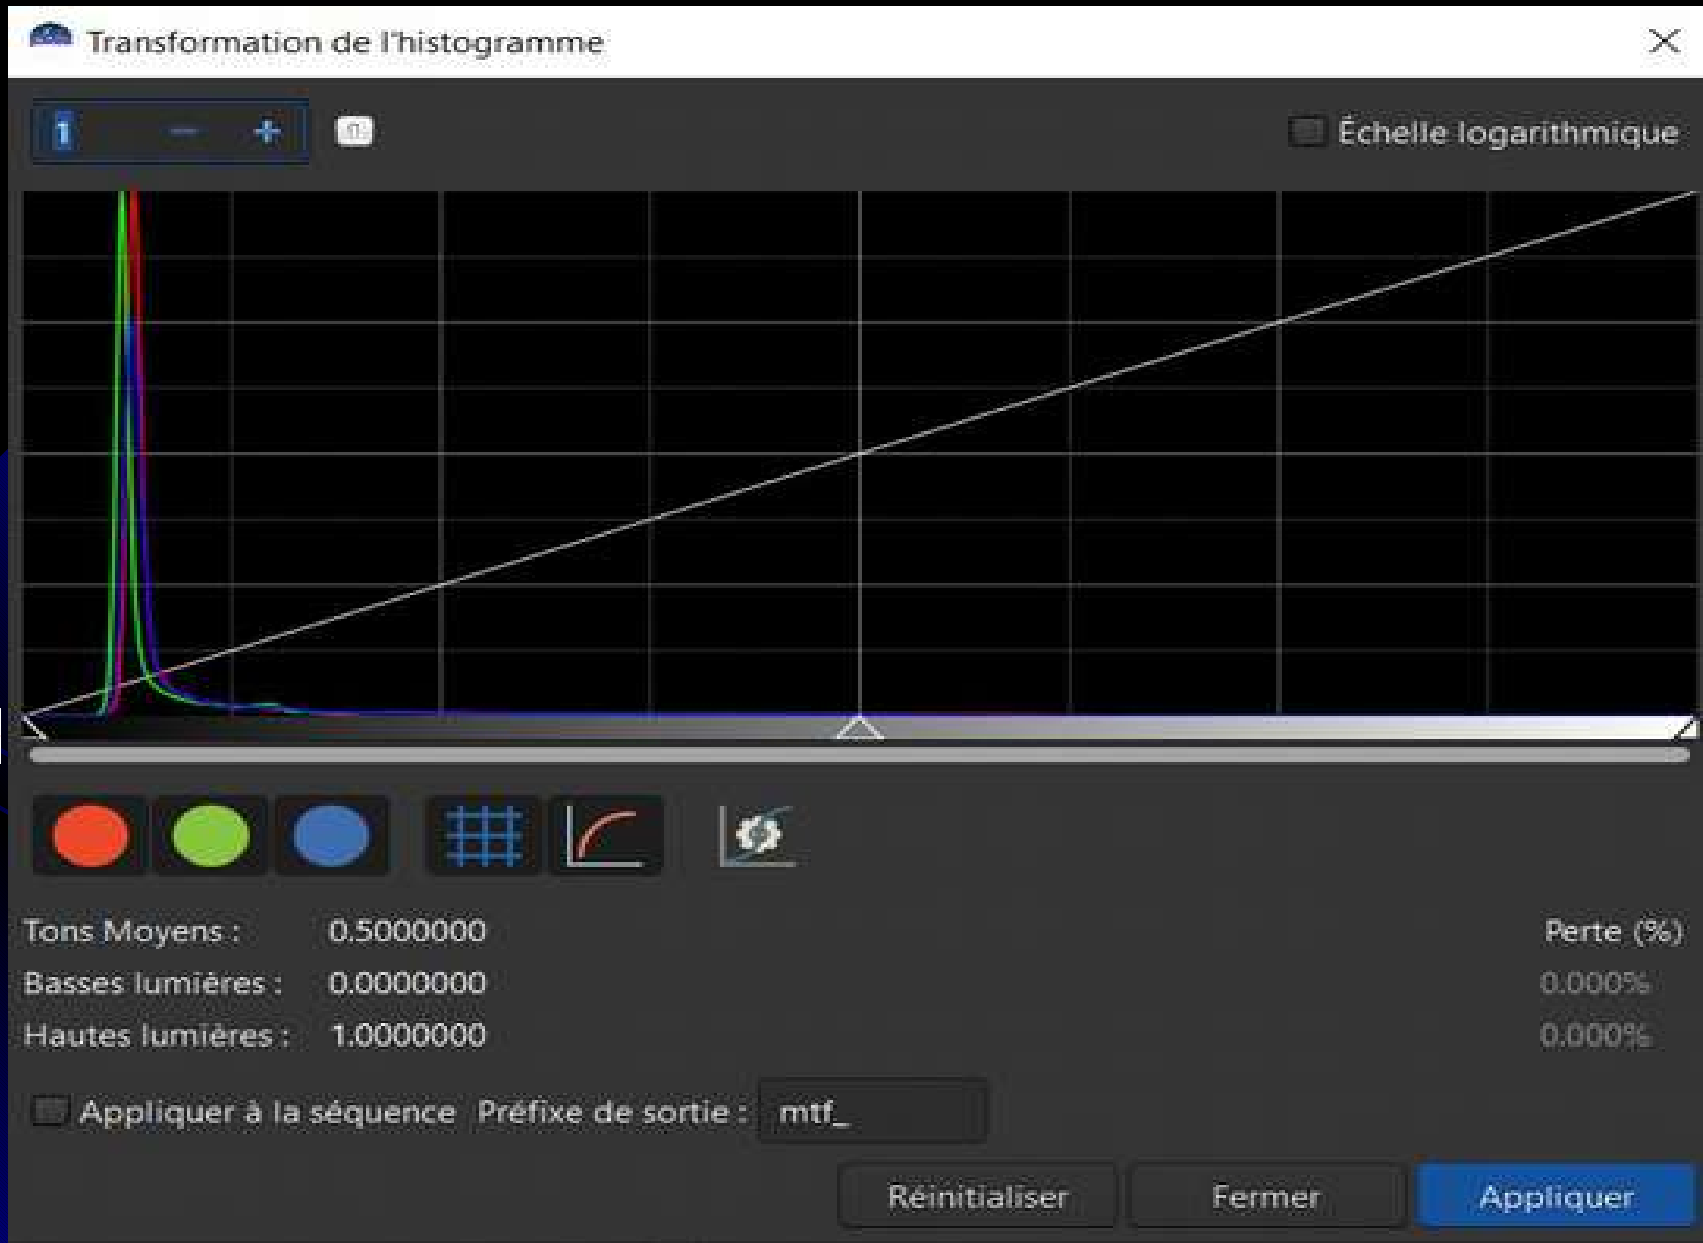 Transformation de l'histogramme
1
Échelle logarithmique
Tons Moyens : 0.5000000 Perte (%)
Basses lumières : 0.0000000 0.000%
Hautes lumières : 1.0000000 0.000%
Appliquer à la séquence Préfixe de sortie : mtf_
Réinitialiser Fermer Appliquer